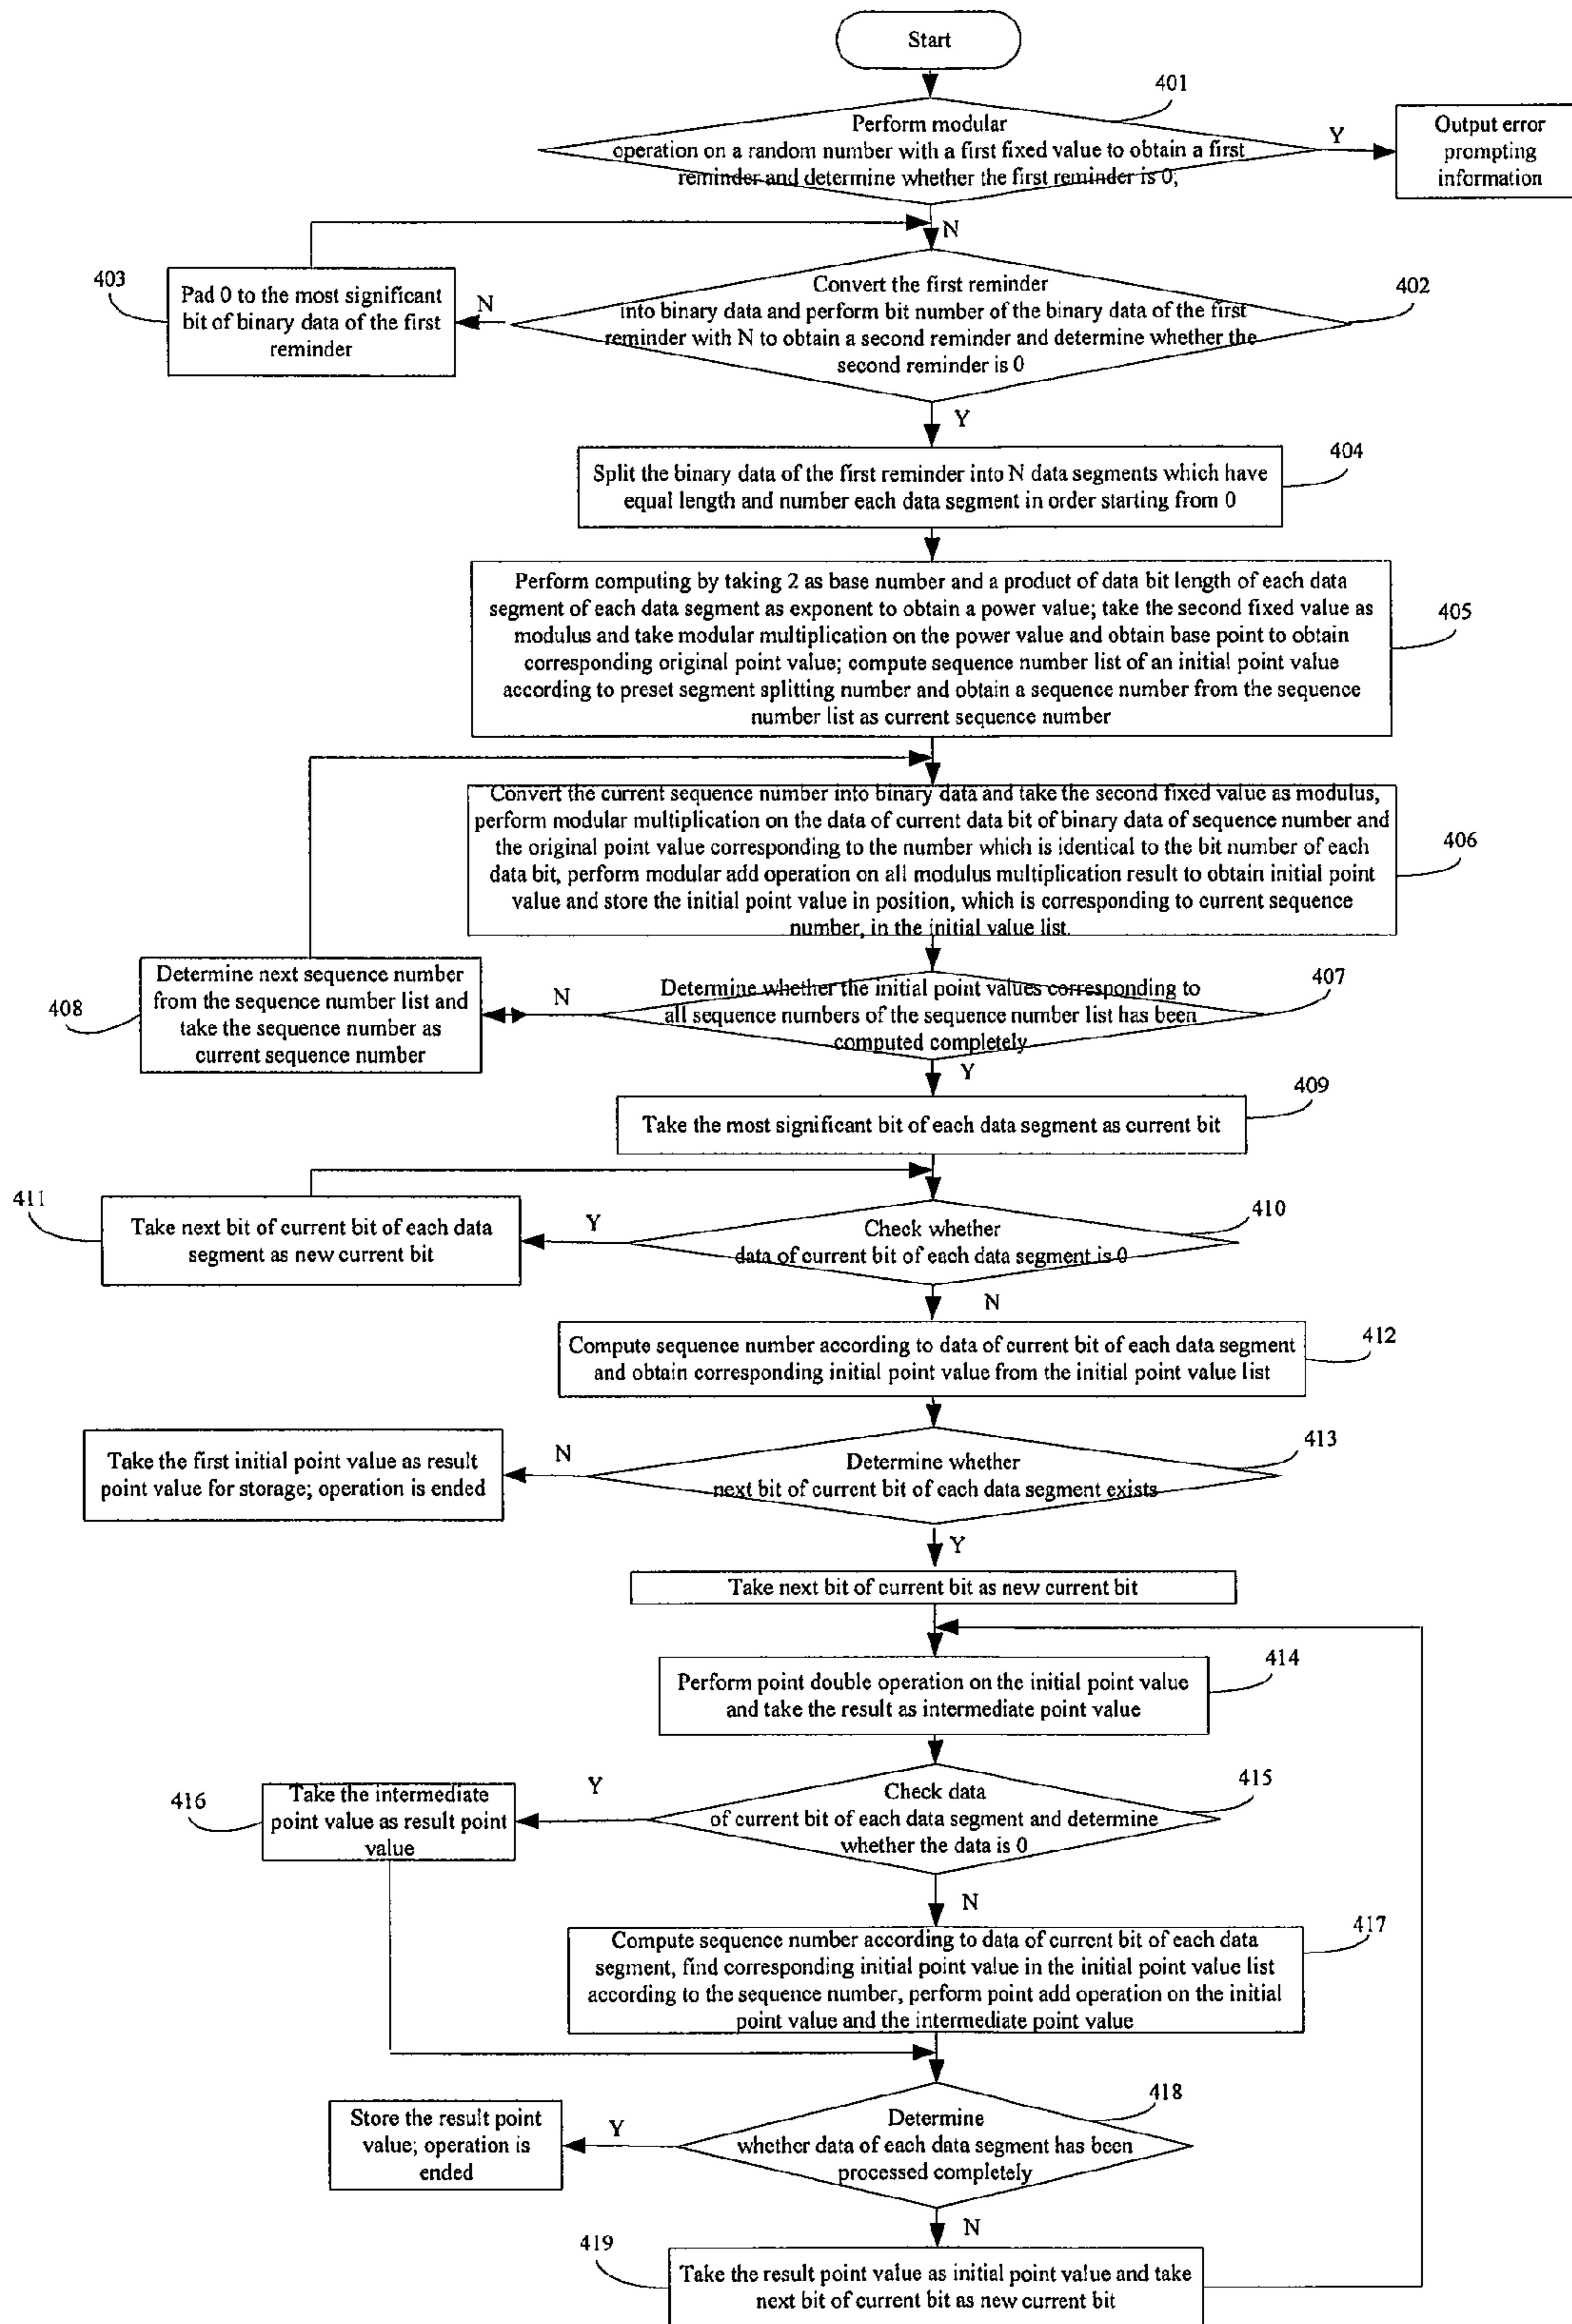 Start
401
Perform modular
operation on a random number with a first fixed value to obtain a first
reminder and determine whether the first reminder is 0;
Y
Output error
prompting
information
N
403
Pad 0 to the most significant
bit of binary data of the first
reminder
N
Convert the first reminder
into binary data and perform bit number of the binary data of the first
reminder with N to obtain a second reminder and determine whether the
second reminder is 0
402
Y
Split the binary data of the first reminder into N data segments which have
equal length and number each data segment in order starting from 0
404
Perform computing by taking 2 as base number and a product of data bit length of each data
segment of each data segment as exponent to obtain a power value; take the second fixed value as
modulus and take modular multiplication on the power value and obtain base point to obtain
corresponding original point value; compute sequence number list of an initial point value
according to preset segment splitting number and obtain a sequence number from the sequence
number list as current sequence number
405
Convert the current sequence number into binary data and take the second fixed value as modulus,
perform modular multiplication on the data of current data bit of binary data of sequence number and
the original point value corresponding to the number which is identical to the bit number of each
data bit, perform modular add operation on all modulus multiplication result to obtain initial point
value and store the initial point value in position, which is corresponding to current sequence
number, in the initial value list.
406
408
Determine next sequence number
from the sequence number list and
take the sequence number as
current sequence number
N
Determine whether the initial point values corresponding to
all sequence numbers of the sequence number list has been
computed completely
407
Y
Take the most significant bit of each data segment as current bit
409
411
Take next bit of current bit of each data
segment as new current bit
Y
Check whether
data of current bit of each data segment is 0
410
N
Compute sequence number according to data of current bit of each data segment
and obtain corresponding initial point value from the initial point value list
412
Take the first initial point value as result
point value for storage; operation is ended
N
Determine whether
next bit of current bit of each data segment exists
413
Y
Take next bit of current bit as new current bit
Perform point double operation on the initial point value
and take the result as intermediate point value
414
416
Take the intermediate
point value as result point
value
Y
Check data
of current bit of each data segment and determine
whether the data is 0
415
N
Compute sequence number according to data of current bit of each data
segment, find corresponding initial point value in the initial point value list
according to the sequence number, perform point add operation on the initial
point value and the intermediate point value
417
Store the result point
value; operation is
ended
Y
Determine
whether data of each data segment has been
processed completely
418
N
419
Take the result point value as initial point value and take
next bit of current bit as new current bit